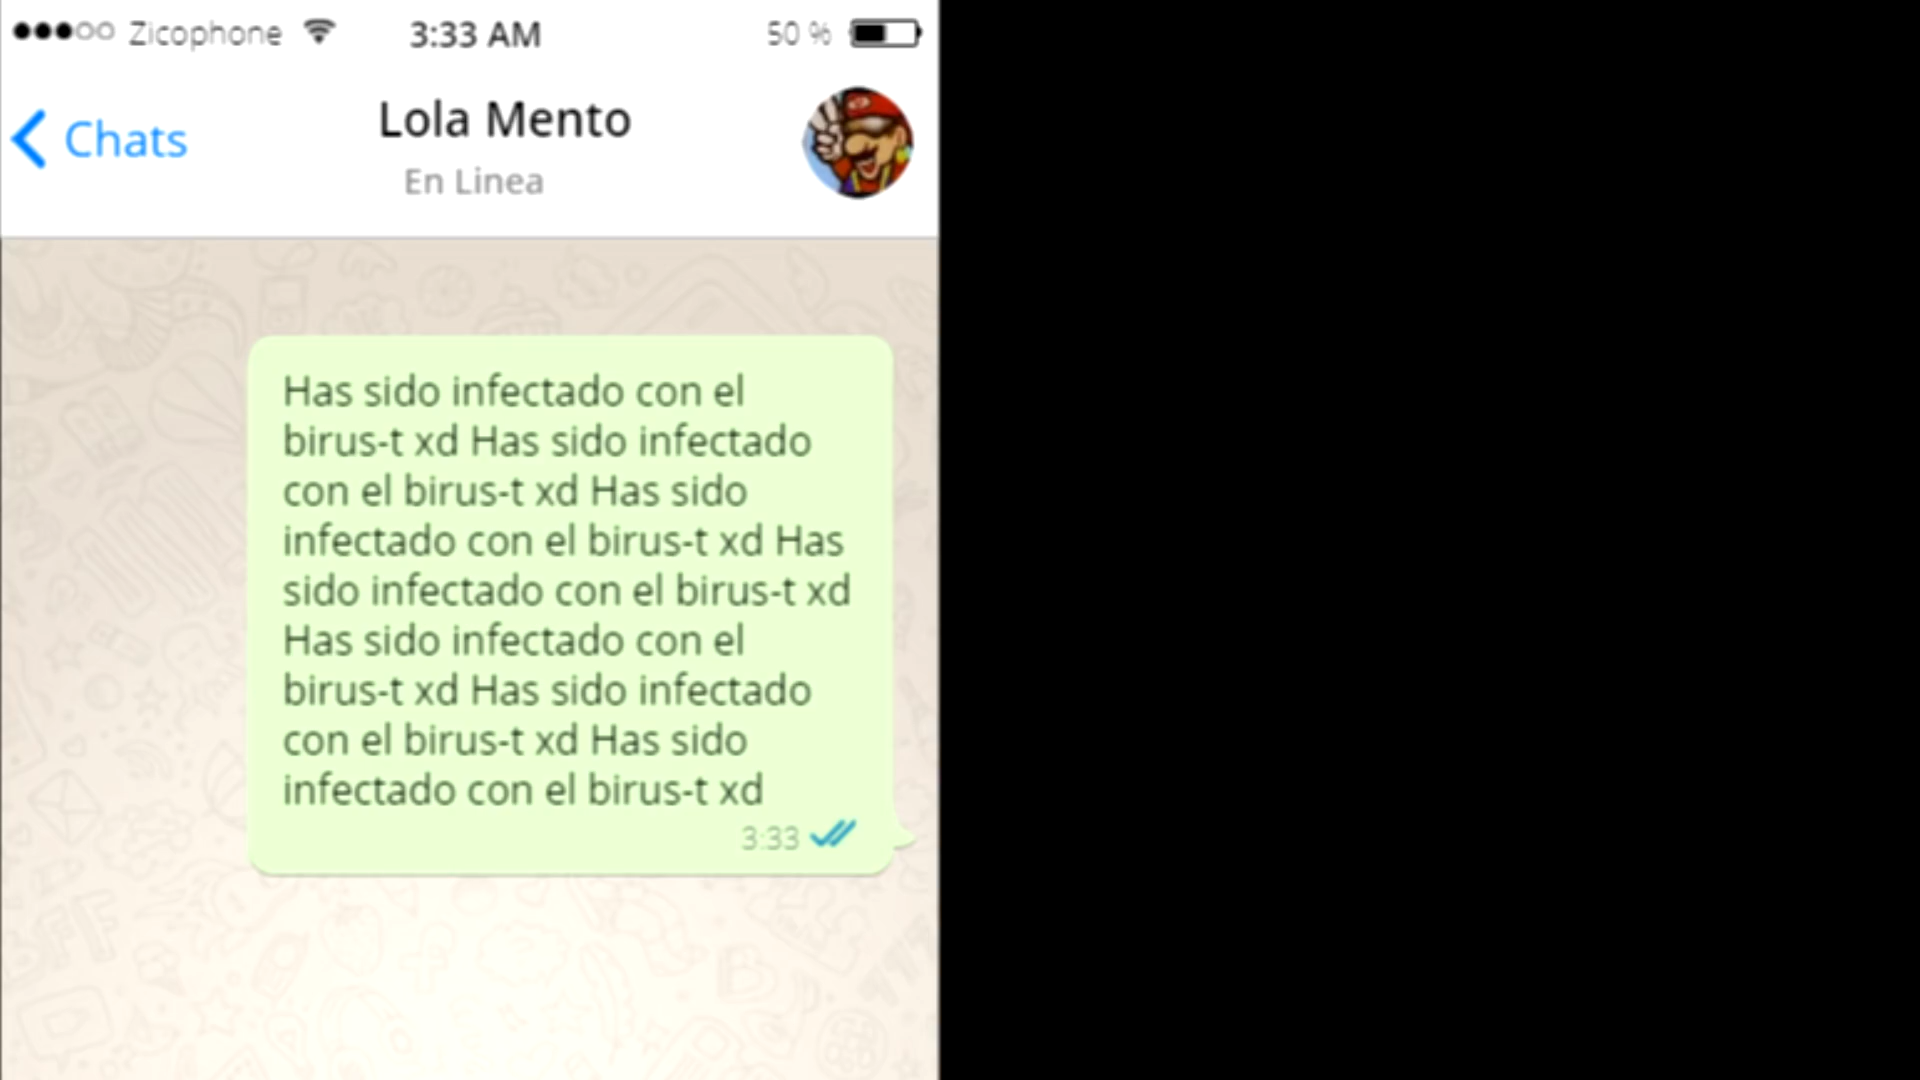 Zicophone 3:33 AM 50 %
Chats
Lola Mento
En Linea
Has sido infectado con el
birus-t xd Has sido infectado
con el birus-t xd Has sido
infectado con el birus-t xd Has
sido infectado con el birus-t xd
Has sido infectado con el
birus-t xd Has sido infectado
con el birus-t xd Has sido
infectado con el birus-t xd
3:33